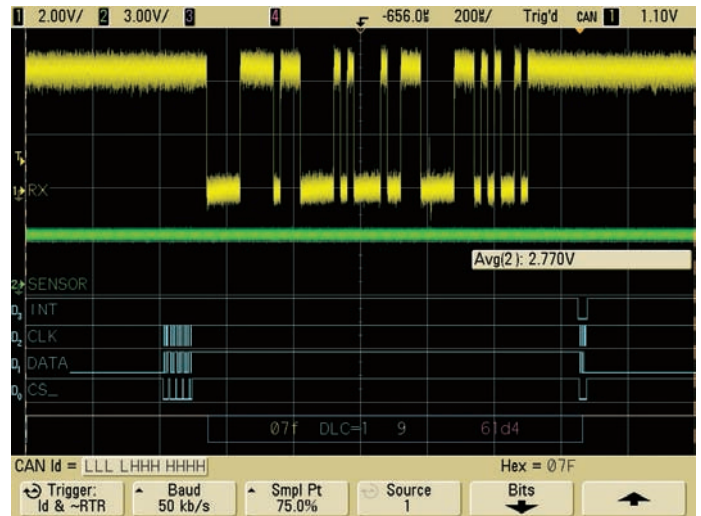 1 2.00V/ 2 3.00V/ 3 4 -656.0% 200%/ Trig'd CAN 1 1.10V
T
1 RX
Avg(2): 2.770V
2 SENSOR
D3 INT
D2 CLK
D1 DATA
D0 CS_
07f DLC=1 9 61d4
CAN Id = LLL LHHH HHHH Hex = 07F
Trigger: Baud Smpl Pt Source Bits
Id & ~RTR 50 kb/s 75.0% 1